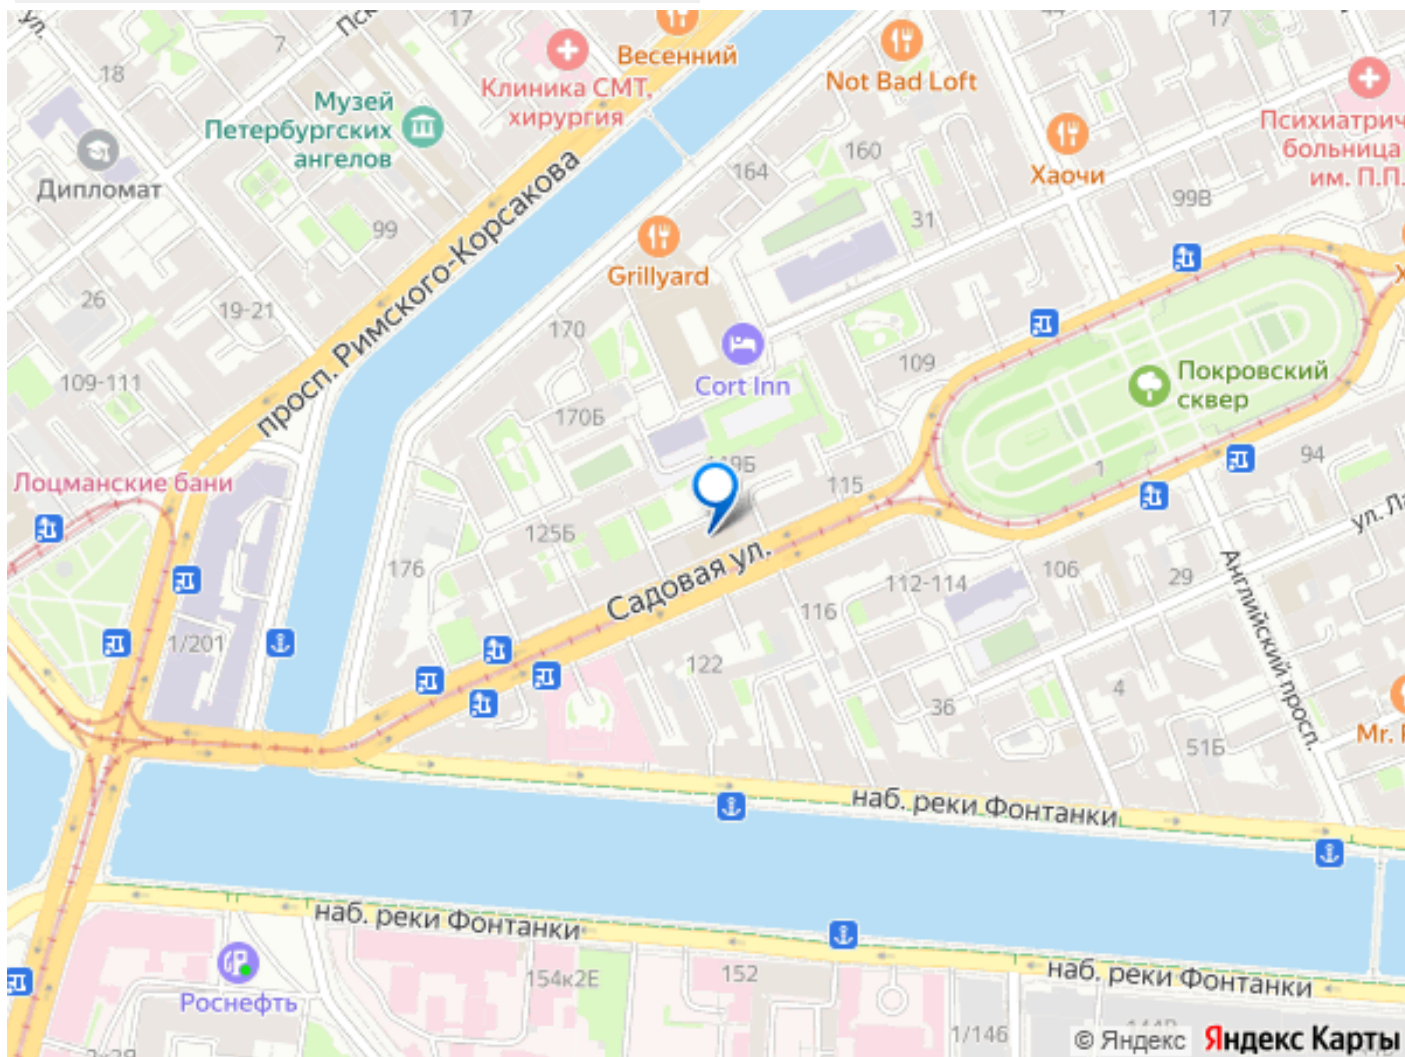 ул.
17
44
17
7
18
Весенний
Not Bad Loft
Клиника СМТ,
хирургия
Музей
Петербургских
ангелов
Дипломат
164
160
Хаочи
Психиатрич
больница
им. П.П.
99В
99
31
Grillyard
26
19-21
просп. Римского-Корсакова
170
109
Cort Inn
109-111
170Б
Покровский
сквер
Лоцманские бани
115
1
94
ул. Ла
125Б
176
Садовая ул.
112-114
106
29
Английский просп.
116
1/201
122
36
4
51Б
Mr.
наб. реки Фонтанки
наб. реки Фонтанки
наб. реки Фонтанки
Роснефть
154к2Е
152
1/146
© Яндекс Яндекс Карты